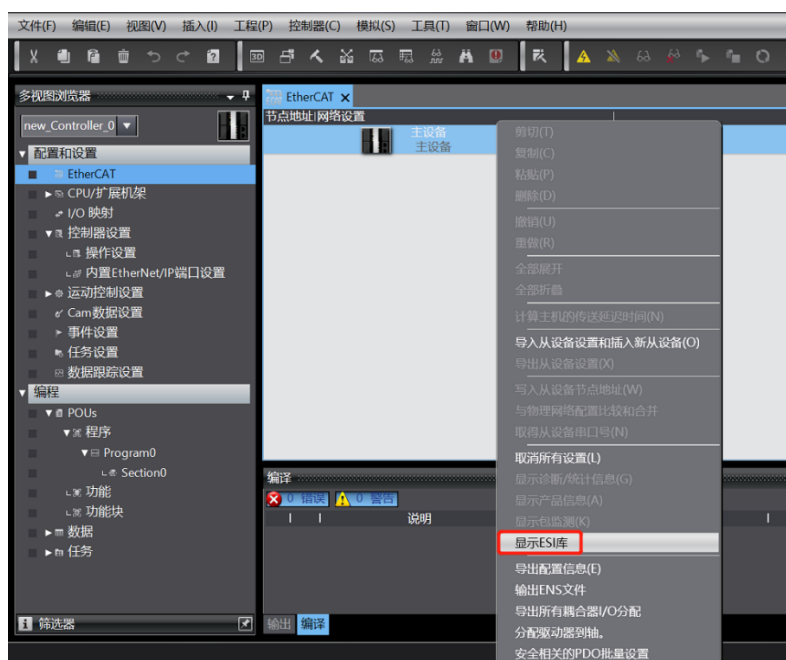 文件(F) 编辑(E) 视图(V) 插入(I) 工程(P) 控制器(C) 模拟(S) 工具(T) 窗口(W) 帮助(H)
多视图浏览器
EtherCAT
new_Controller_0
节点地址|网络设置
主设备
主设备
配置和设置
EtherCAT
CPU/扩展机架
I/O 映射
控制器设置
操作设置
内置EtherNet/IP端口设置
运动控制设置
Cam数据设置
事件设置
任务设置
数据跟踪设置
编程
POUs
程序
Program0
Section0
功能
功能块
数据
任务
筛选器
剪切(T)
复制(C)
粘贴(P)
删除(D)
撤销(U)
重做(R)
全部展开
全部折叠
计算主机的传送延迟时间(N)
导入从设备设置和插入新从设备(O)
导出从设备设置(X)
写入从设备节点地址(W)
与物理网络配置比较和合并
取得从设备串口号(N)
取消所有设置(L)
显示诊断/统计信息(G)
显示产品信息(A)
显示包监测(K)
显示ESI库
导出配置信息(E)
输出ENS文件
导出所有耦合器I/O分配
分配驱动器到轴。
安全相关的PDO批量设置
编译
0 错误 0 警告
说明
输出 编译